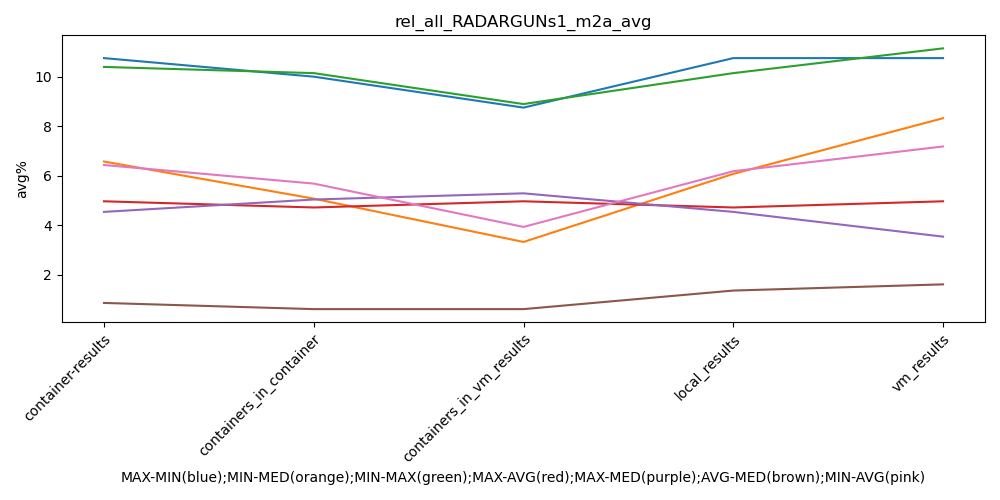 rel_all_RADARGUNs1_m2a_avg
avg%
10
8
6
4
2
container-results
containers_in_container
containers_in_vm_results
local_results
vm_results
MAX-MIN(blue);MIN-MED(orange);MIN-MAX(green);MAX-AVG(red);MAX-MED(purple);AVG-MED(brown);MIN-AVG(pink)